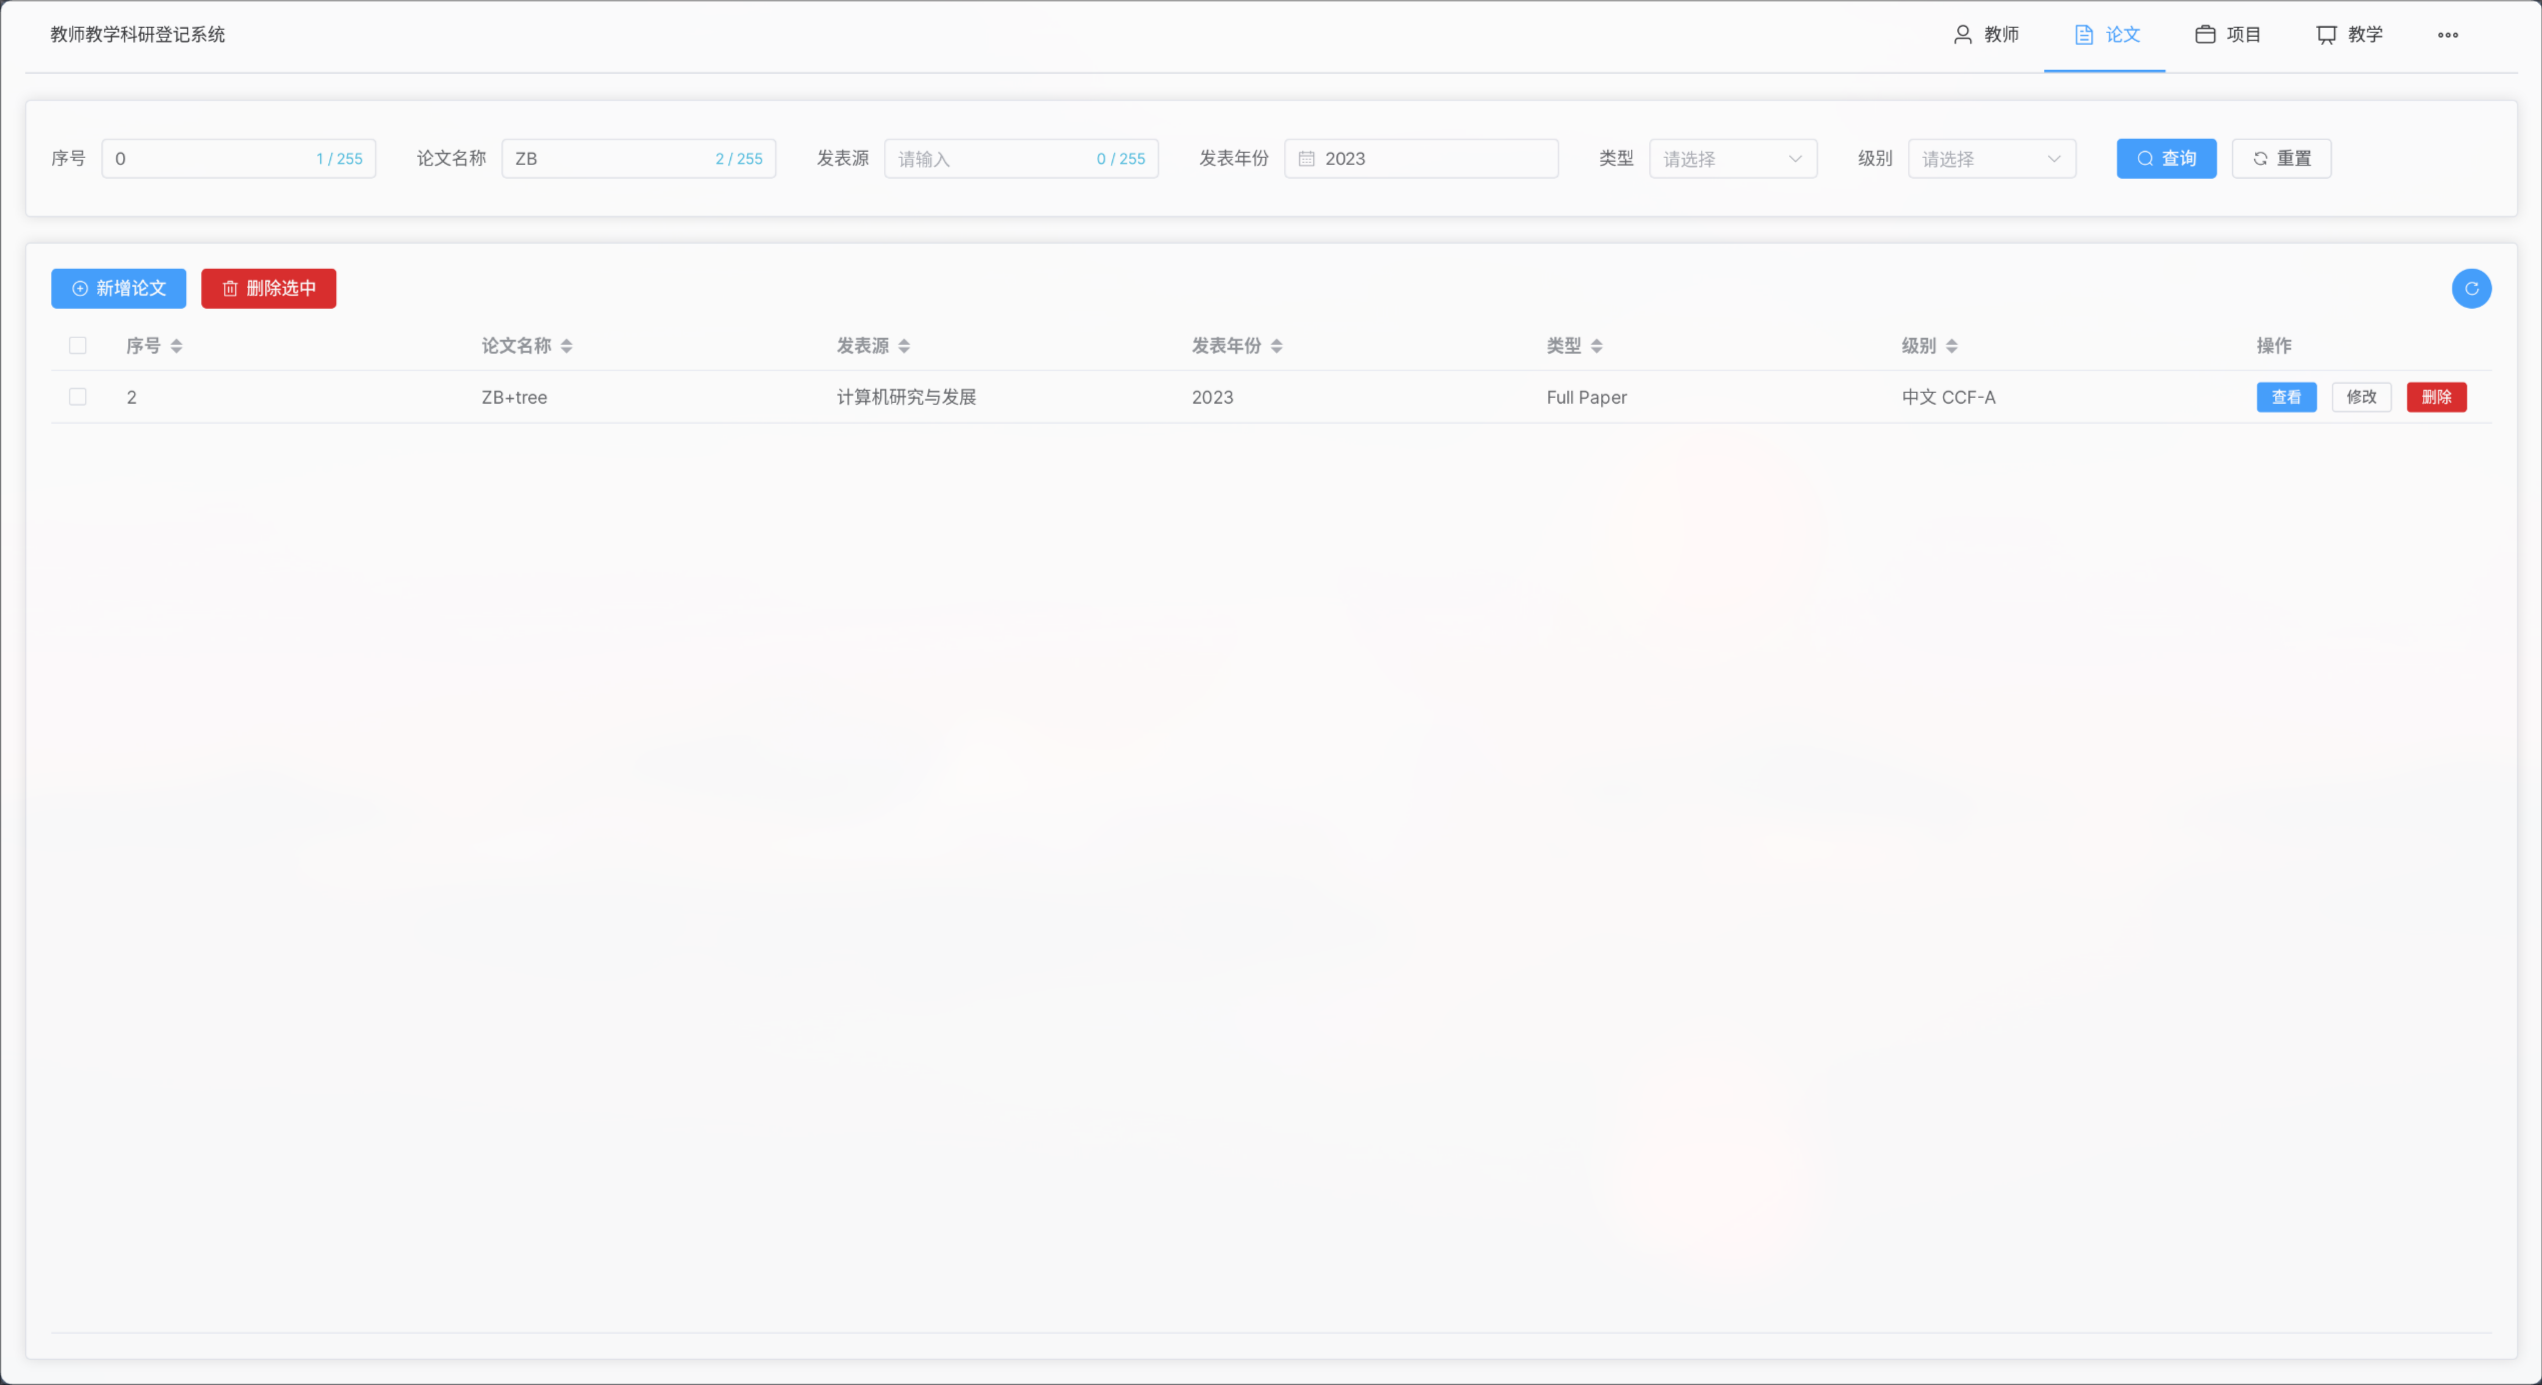 教师教学科研登记系统 教师 论文 项目 教学
序号 0 1 / 255 论文名称 ZB 2 / 255 发表源 请输入 0 / 255 发表年份 2023 类型 请选择 级别 请选择 查询 重置
新增论文 删除选中
序号 论文名称 发表源 发表年份 类型 级别 操作
2 ZB+tree 计算机研究与发展 2023 Full Paper 中文 CCF-A 查看 修改 删除